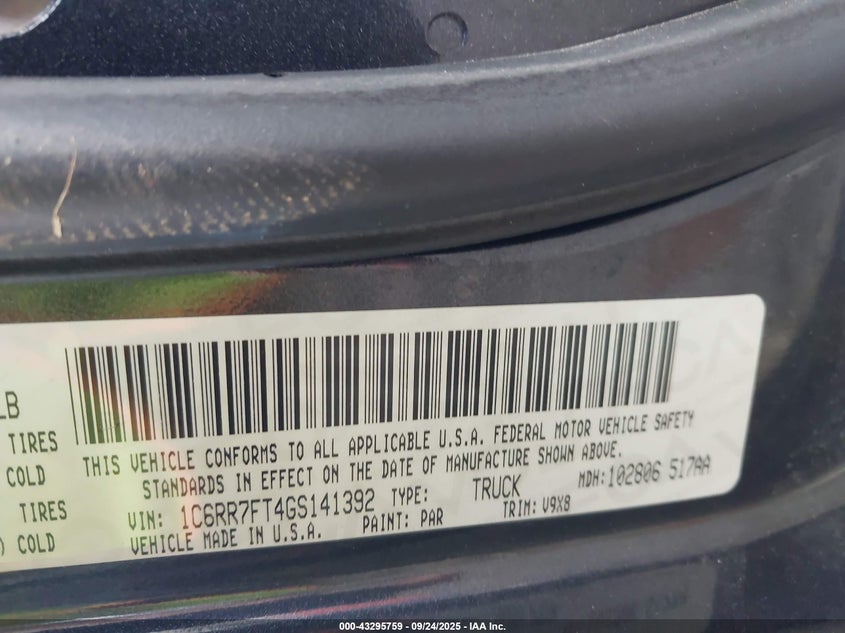 LB
TIRES
COLD
TIRES
) COLD
THIS VEHICLE CONFORMS TO ALL APPLICABLE U.S.A. FEDERAL MOTOR VEHICLE SAFETY
STANDARDS IN EFFECT ON THE DATE OF MANUFACTURE SHOWN ABOVE.
VIN: 1C6RR7FT4GS141392 TYPE: TRUCK MDH: 102806 517AA
VEHICLE MADE IN U.S.A. PAINT: PAR TRIM: V9X8
000-43295759 - 09/24/2025 - IAA Inc.